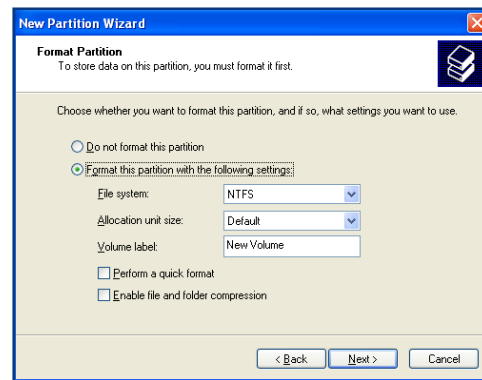 New Partition Wizard
Format Partition
To store data on this partition, you must format it first.
Choose whether you want to format this partition, and if so, what settings you want to use.
Do not format this partition
Format this partition with the following settings:
File system: NTFS
Allocation unit size: Default
Volume label: New Volume
Perform a quick format
Enable file and folder compression
< Back Next > Cancel